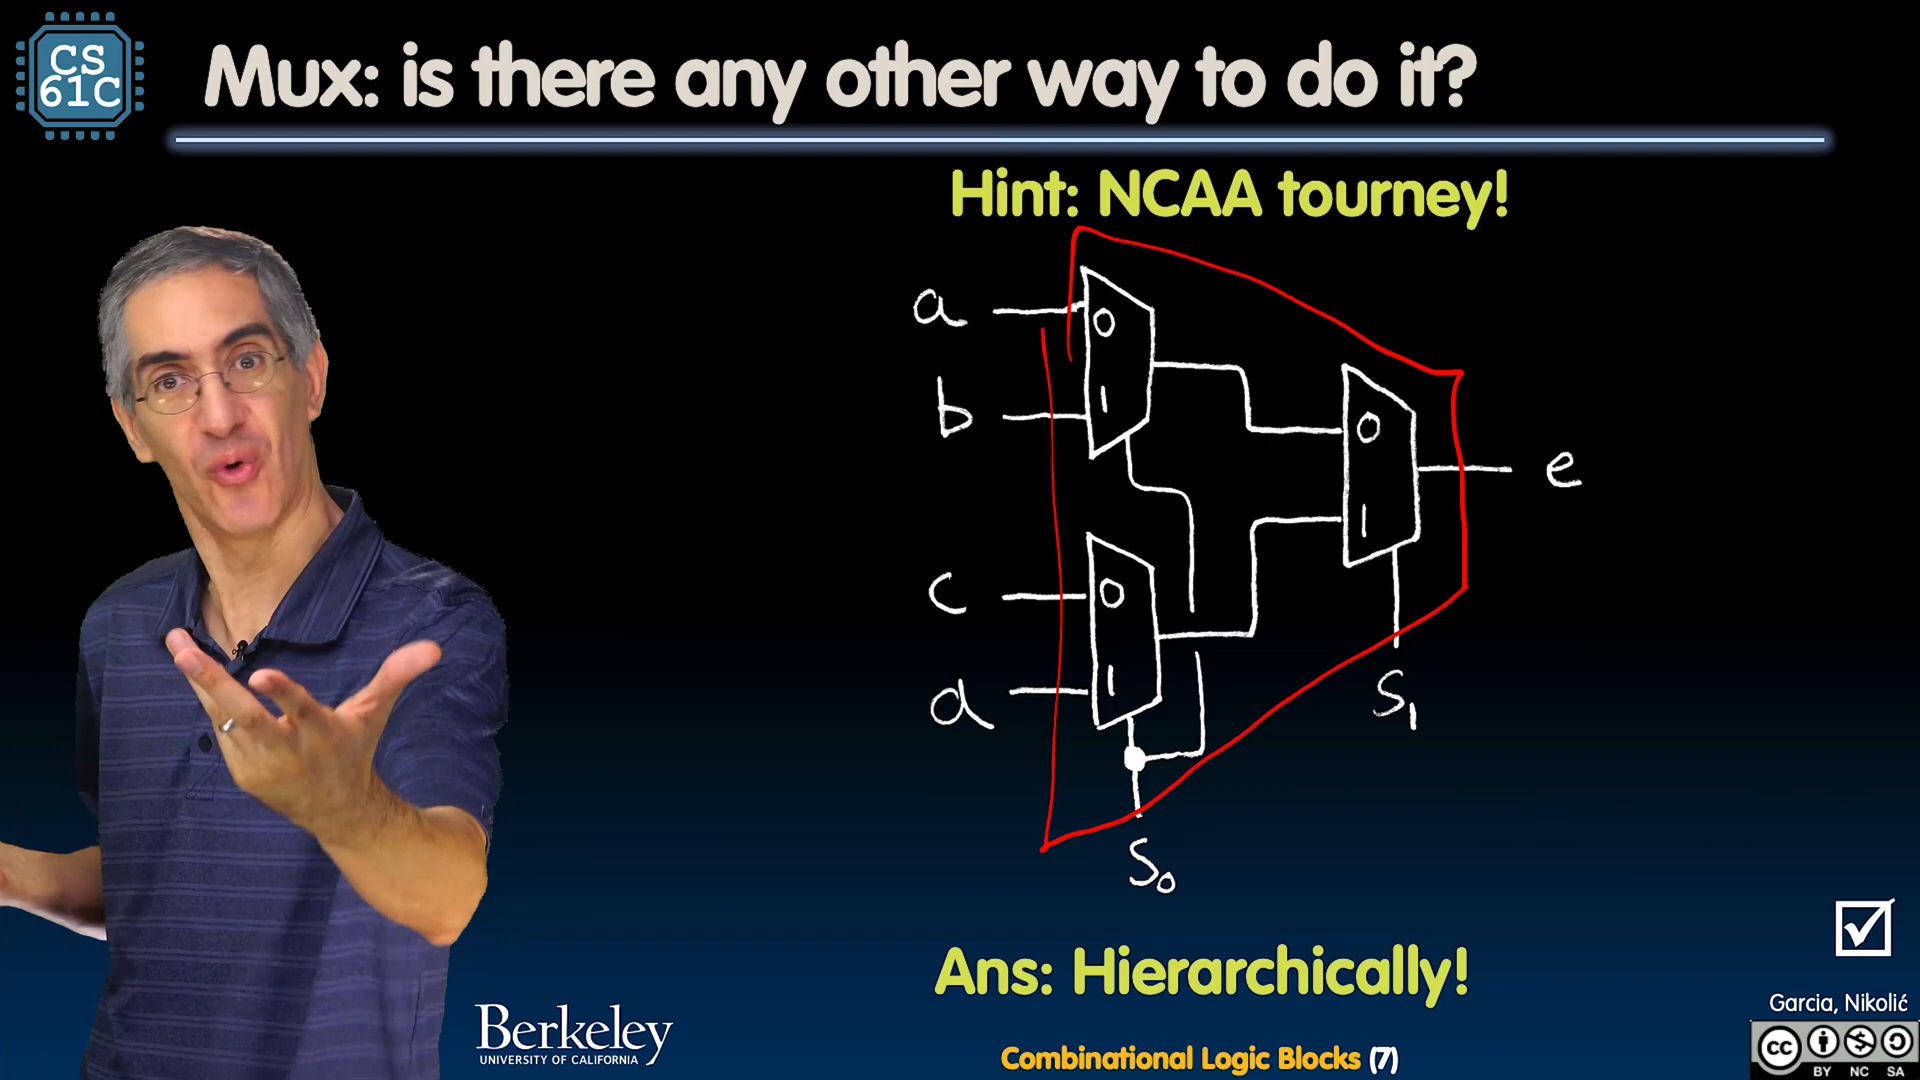 CS
61C
Mux: is there any other way to do it?
Hint: NCAA tourney!
a
0
b
1
0
e
1
c
0
d
1
S1
S0
Ans: Hierarchically!
Berkeley
UNIVERSITY OF CALIFORNIA
Garcia, Nikolić
cc
BY NC SA
Combinational Logic Blocks (7)